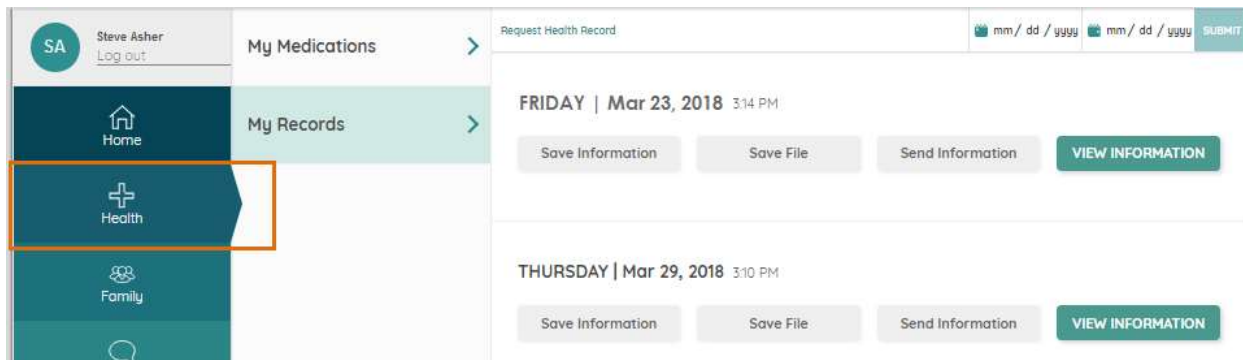 SA
Steve Asher
Log out
Home
Health
Family
My Medications
My Records
Request Health Record
mm / dd / yyyy mm / dd / yyyy SUBMIT
FRIDAY | Mar 23, 2018 3:14 PM
Save Information Save File Send Information VIEW INFORMATION
THURSDAY | Mar 29, 2018 3:10 PM
Save Information Save File Send Information VIEW INFORMATION